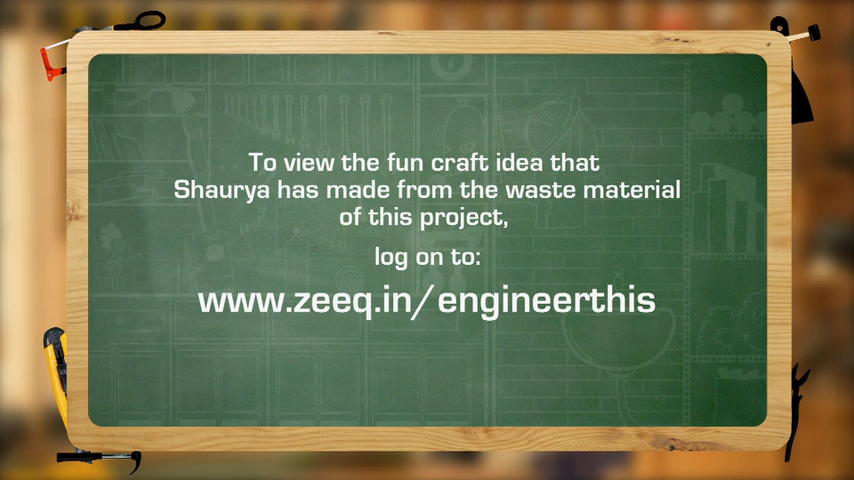 To view the fun craft idea that
Shaurya has made from the waste material
of this project,
log on to:
www.zeeq.in/engineerthis